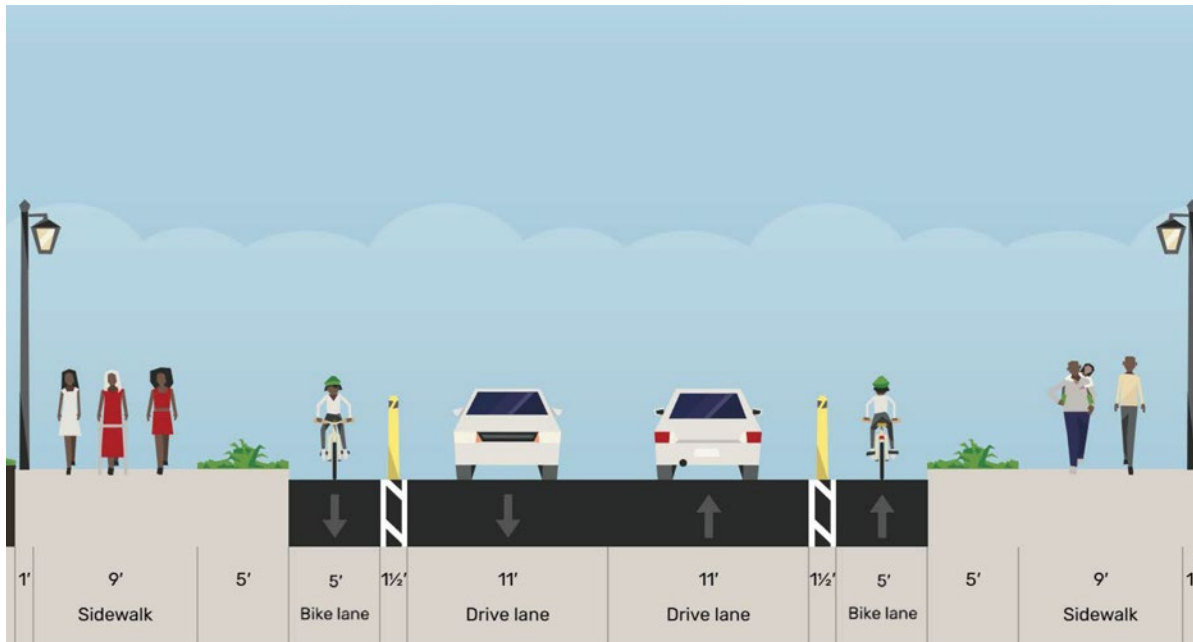 1' 9' 5' 5' 1½' 11' 11' 1½' 5' 5' 9' 1
Sidewalk Bike lane Drive lane Drive lane Bike lane Sidewalk